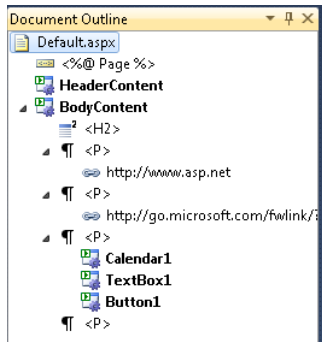 Document Outline
Default.aspx
<%@ Page %>
HeaderContent
BodyContent
<H2>
<P>
http://www.asp.net
<P>
http://go.microsoft.com/fwlink/?
<P>
Calendar1
TextBox1
Button1
<P>